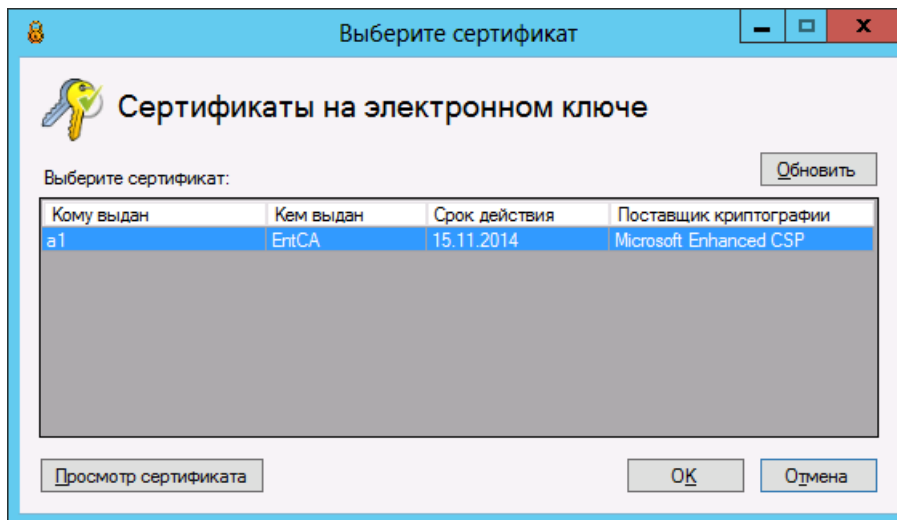 Выберите сертификат
Сертификаты на электронном ключе
Обновить
Выберите сертификат:
Кому выдан Кем выдан Срок действия Поставщик криптографии
a1 EntCA 15.11.2014 Microsoft Enhanced CSP
Просмотр сертификата OK Отмена